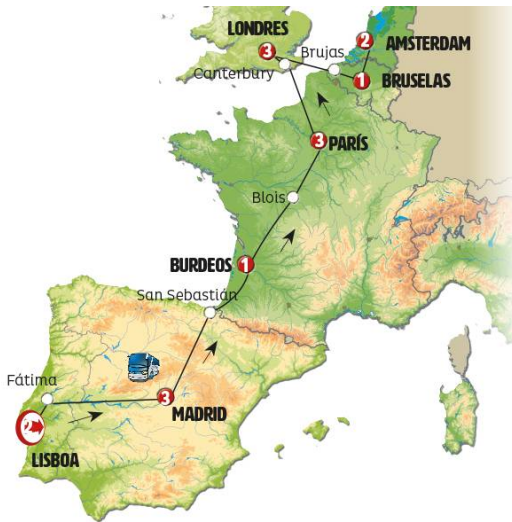 LONDRES
3
Brujas
2
AMSTERDAM
Canterbury
1
BRUSELAS
3
PARÍS
Blois
BURDEOS
1
San Sebastián
Fátima
3
MADRID
2
LISBOA